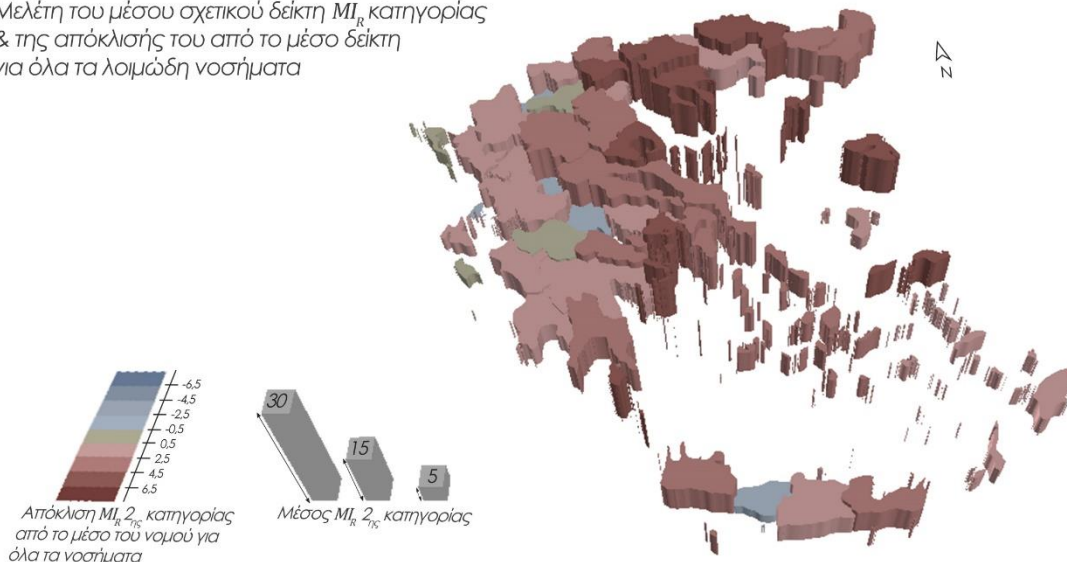 Μελέτη του μέσου σχετικού δείκτη MI_R κατηγορίας
& της απόκλισής του από το μέσο δείκτη
για όλα τα λοιμώδη νοσήματα
N
-6,5
-4,5
-2,5
-0,5
0,5
2,5
4,5
6,5
Απόκλιση MI_R 2ης κατηγορίας
από το μέσο του νομού για
όλα τα νοσήματα
30
15
5
Μέσος MI_R 2ης κατηγορίας